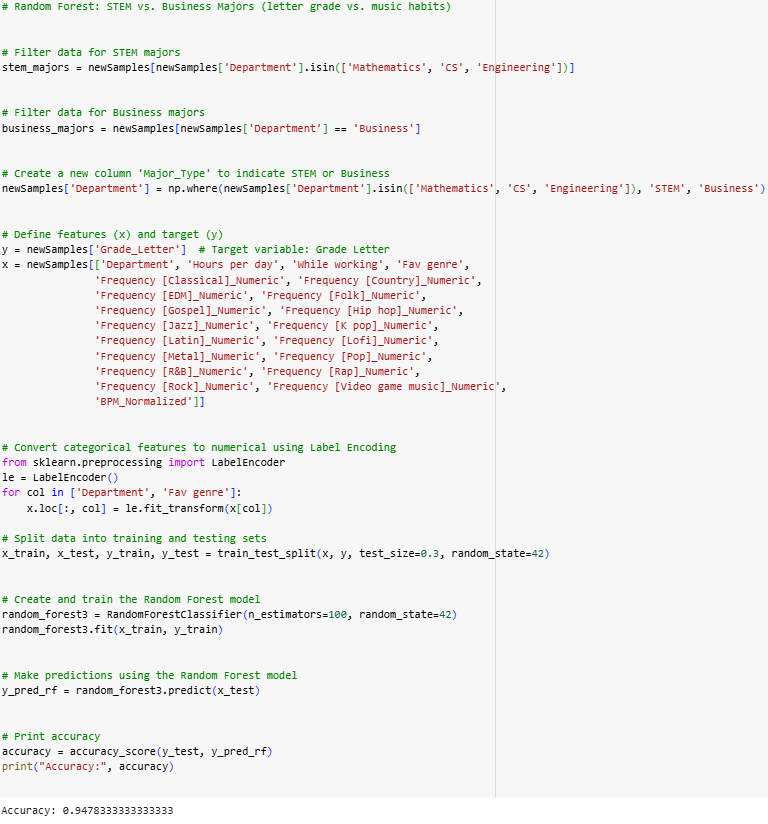 # Random Forest: STEM vs. Business Majors (letter grade vs. music habits)
# Filter data for STEM majors
stem_majors = newSamples[newSamples['Department'].isin(['Mathematics', 'CS', 'Engineering'])]
# Filter data for Business majors
business_majors = newSamples[newSamples['Department'] == 'Business']
# Create a new column 'Major_Type' to indicate STEM or Business
newSamples['Department'] = np.where(newSamples['Department'].isin(['Mathematics', 'CS', 'Engineering']), 'STEM', 'Business')
# Define features (x) and target (y)
y = newSamples['Grade_Letter']  # Target variable: Grade Letter
x = newSamples[['Department', 'Hours per day', 'While working', 'Fav genre',
               'Frequency [Classical]_Numeric', 'Frequency [Country]_Numeric',
               'Frequency [EDM]_Numeric', 'Frequency [Folk]_Numeric',
               'Frequency [Gospel]_Numeric', 'Frequency [Hip hop]_Numeric',
               'Frequency [Jazz]_Numeric', 'Frequency [K pop]_Numeric',
               'Frequency [Latin]_Numeric', 'Frequency [Lofi]_Numeric',
               'Frequency [Metal]_Numeric', 'Frequency [Pop]_Numeric',
               'Frequency [R&B]_Numeric', 'Frequency [Rap]_Numeric',
               'Frequency [Rock]_Numeric', 'Frequency [Video game music]_Numeric',
               'BPM_Normalized']]
# Convert categorical features to numerical using Label Encoding
from sklearn.preprocessing import LabelEncoder
le = LabelEncoder()
for col in ['Department', 'Fav genre']:
    x.loc[:, col] = le.fit_transform(x[col])
# Split data into training and testing sets
x_train, x_test, y_train, y_test = train_test_split(x, y, test_size=0.3, random_state=42)
# Create and train the Random Forest model
random_forest3 = RandomForestClassifier(n_estimators=100, random_state=42)
random_forest3.fit(x_train, y_train)
# Make predictions using the Random Forest model
y_pred_rf = random_forest3.predict(x_test)
# Print accuracy
accuracy = accuracy_score(y_test, y_pred_rf)
print("Accuracy:", accuracy)
Accuracy: 0.9478333333333333